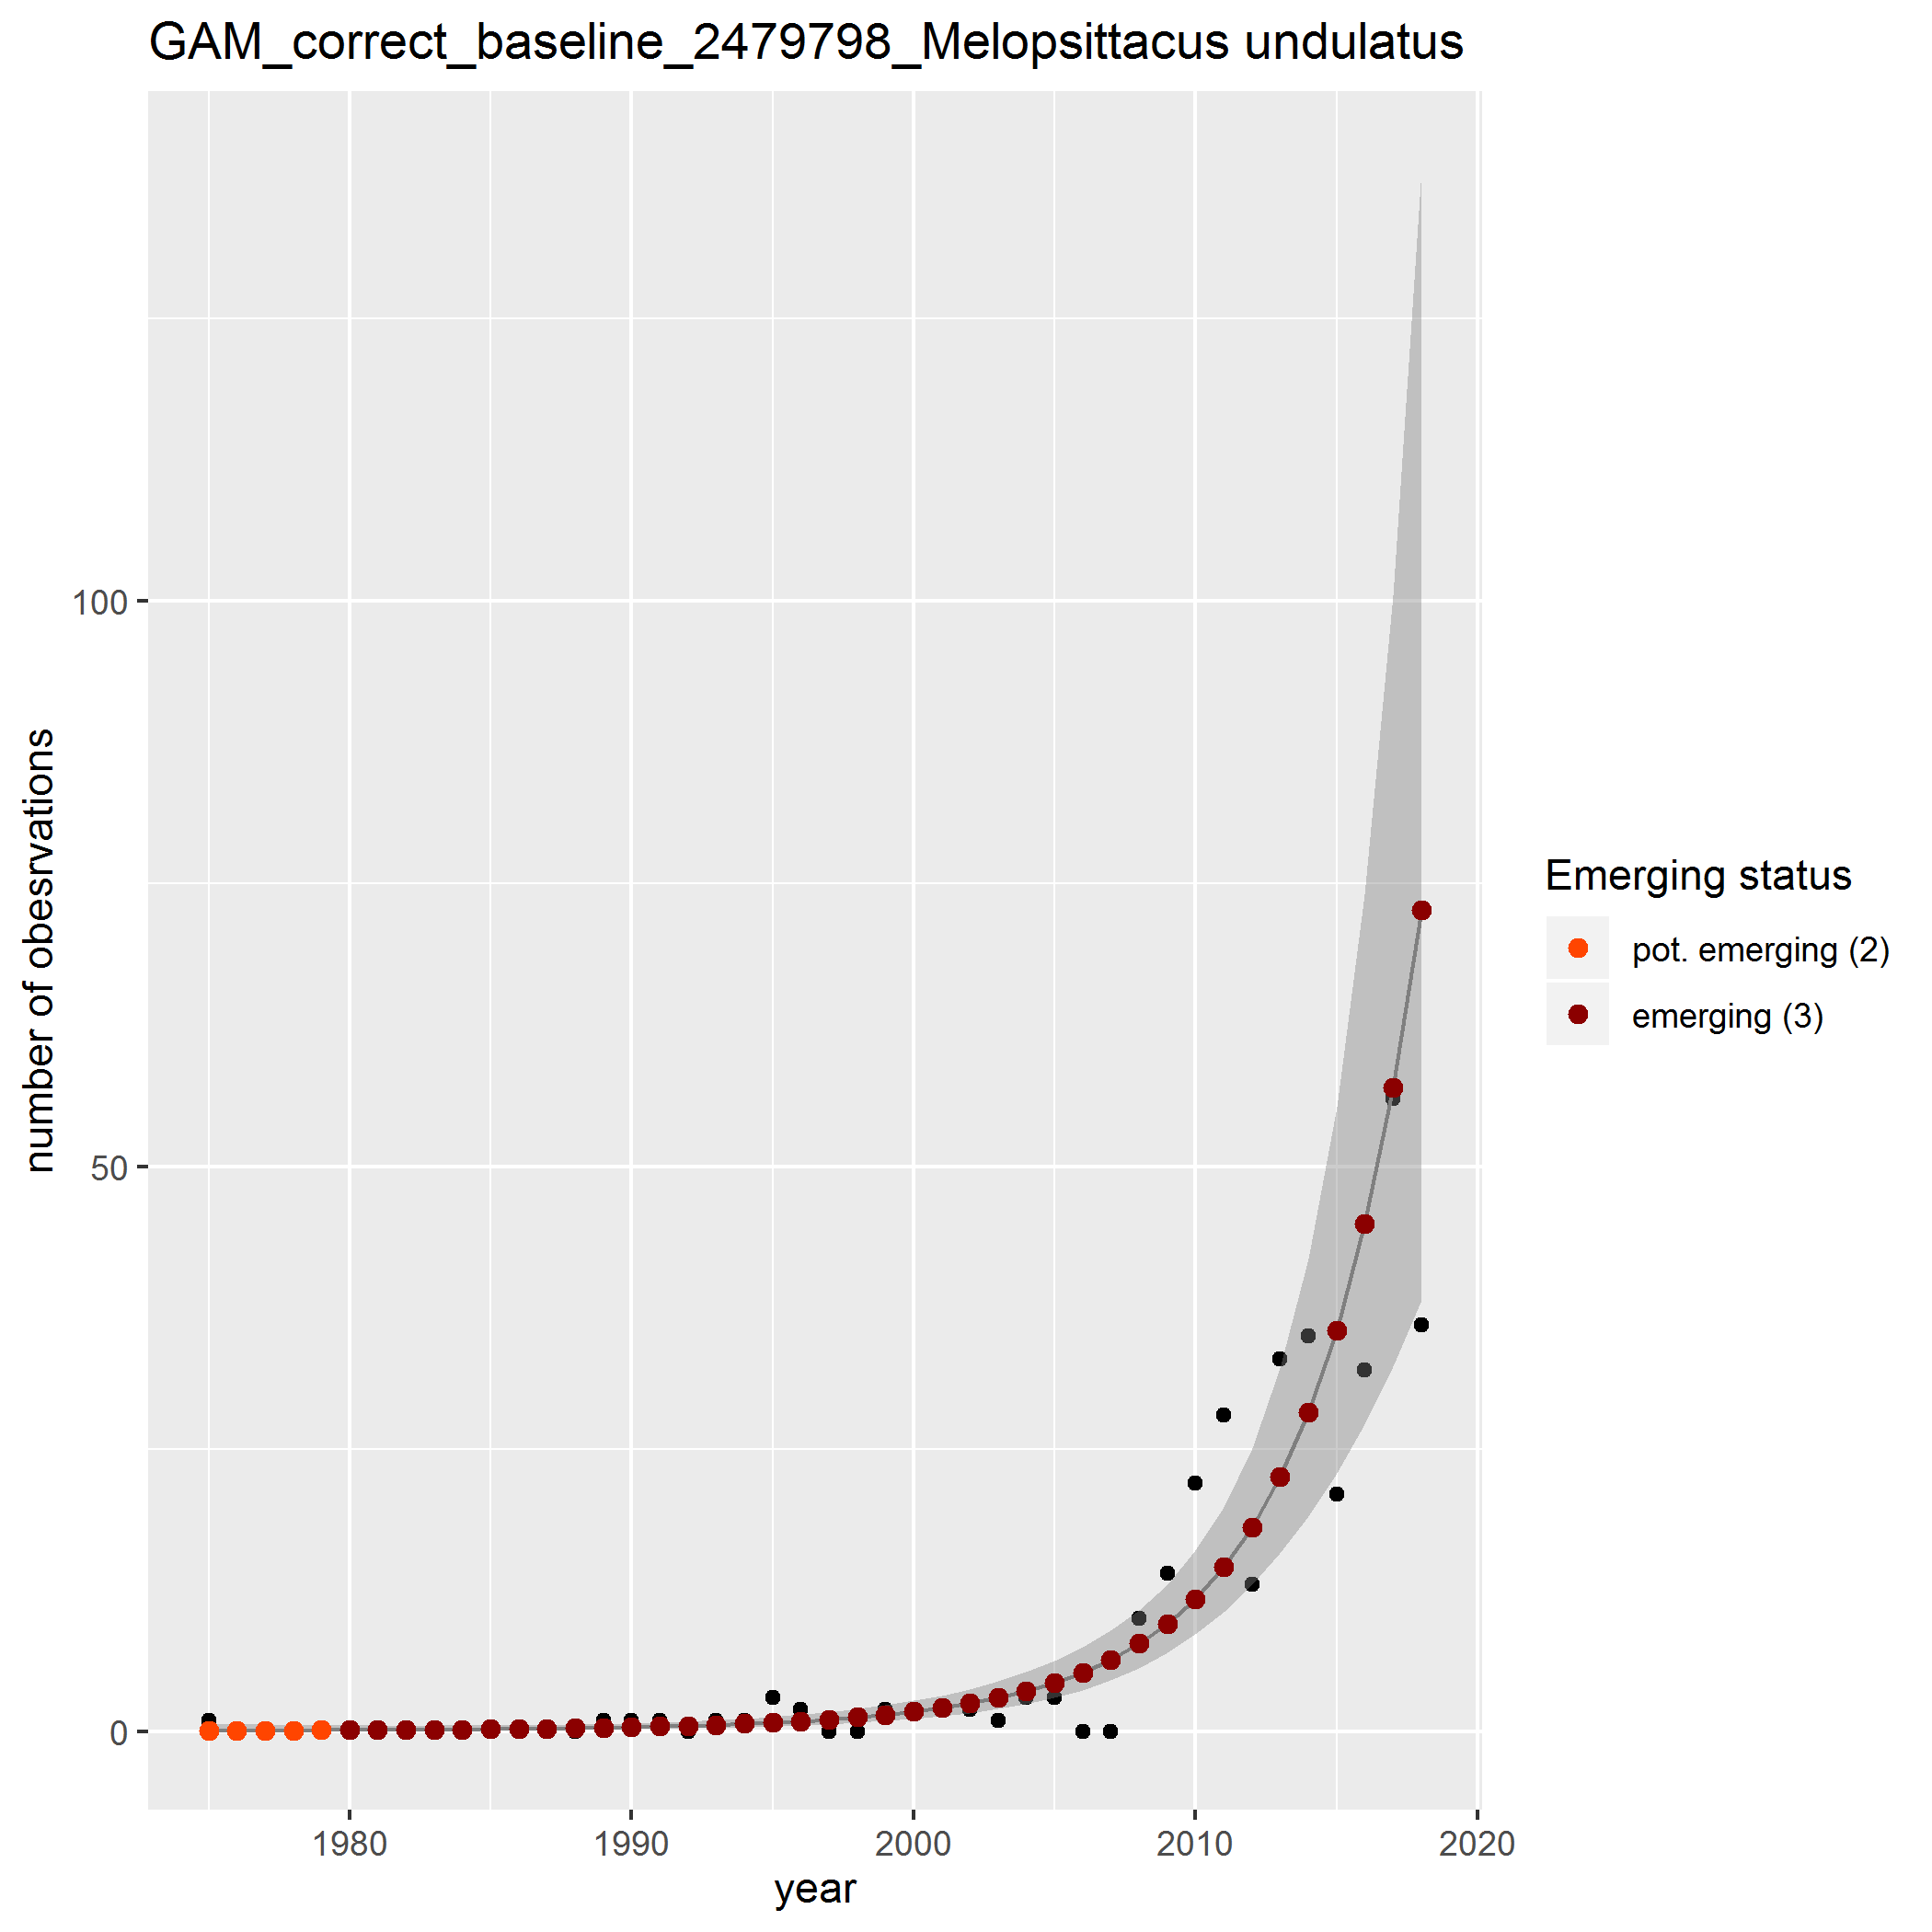 GAM_correct_baseline_2479798_Melopsittacus undulatus
number of obesrvations
100
50
0
1980
1990
2000
2010
2020
year
Emerging status
pot. emerging (2)
emerging (3)